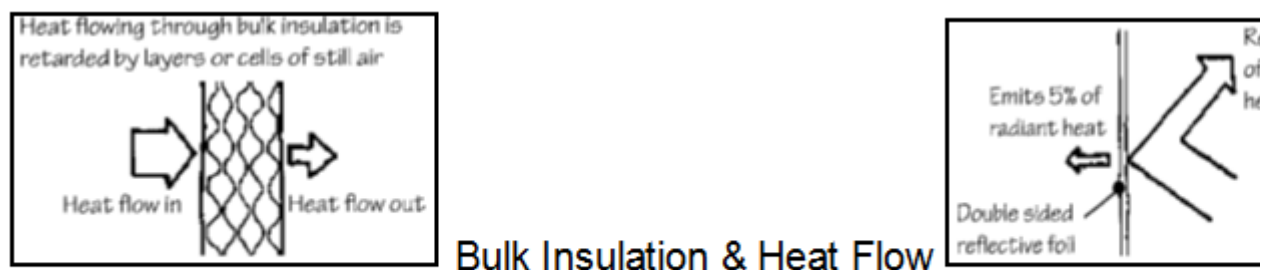 Heat flowing through bulk insulation is
retarded by layers or cells of still air
Heat flow in
Heat flow out
Bulk Insulation & Heat Flow
Emits 5% of
radiant heat
Double sided
reflective foil